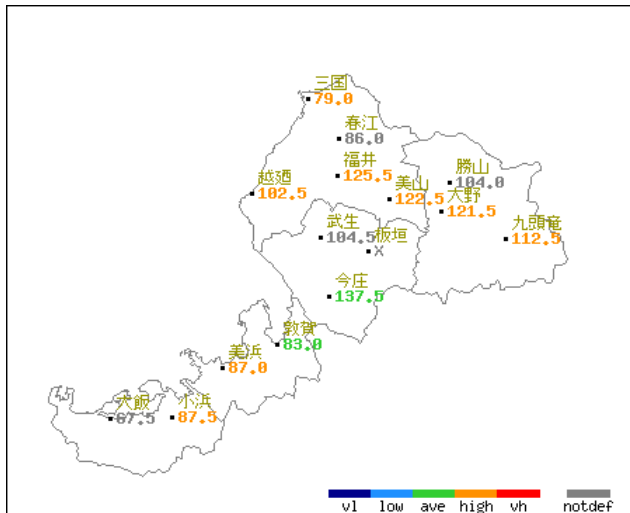 三国
79.0
春江
86.0
福井
125.5
勝山
104.0
越廼
102.5
美山
122.5
大野
121.5
九頭竜
112.5
武生
104.5
板垣
X
今庄
137.5
敦賀
83.0
美浜
87.0
大飯
67.5
小浜
87.5
vl low ave high vh notdef